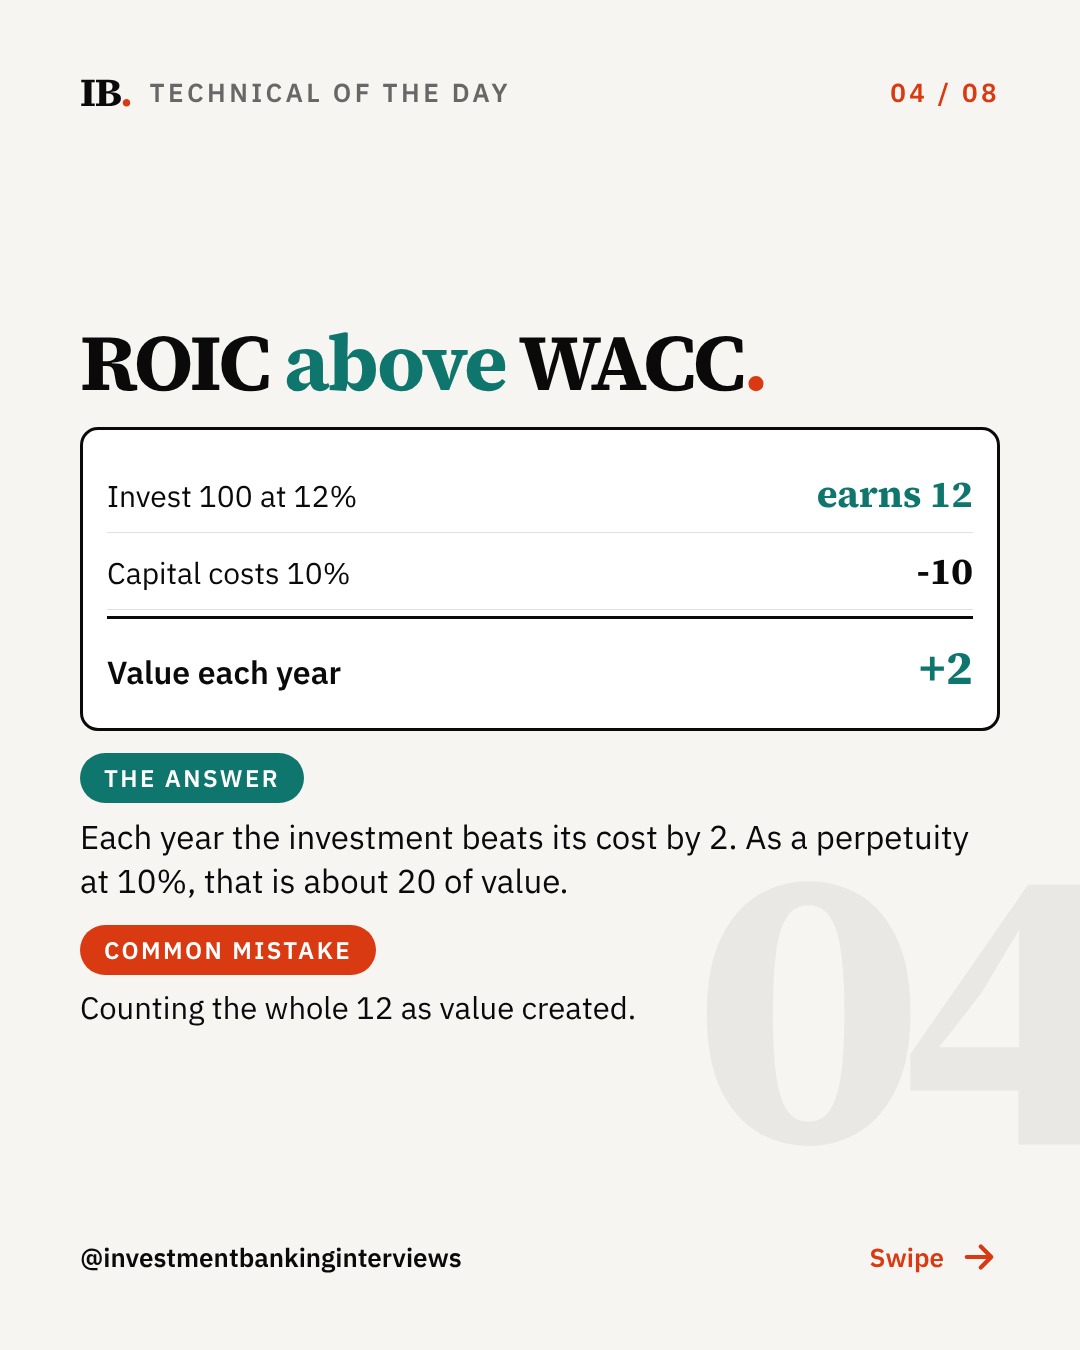 IB. TECHNICAL OF THE DAY
04 / 08
ROIC above WACC.
Invest 100 at 12% earns 12
Capital costs 10% -10
Value each year +2
THE ANSWER
Each year the investment beats its cost by 2. As a perpetuity
at 10%, that is about 20 of value.
COMMON MISTAKE
Counting the whole 12 as value created.
04
@investmentbankinginterviews
Swipe →